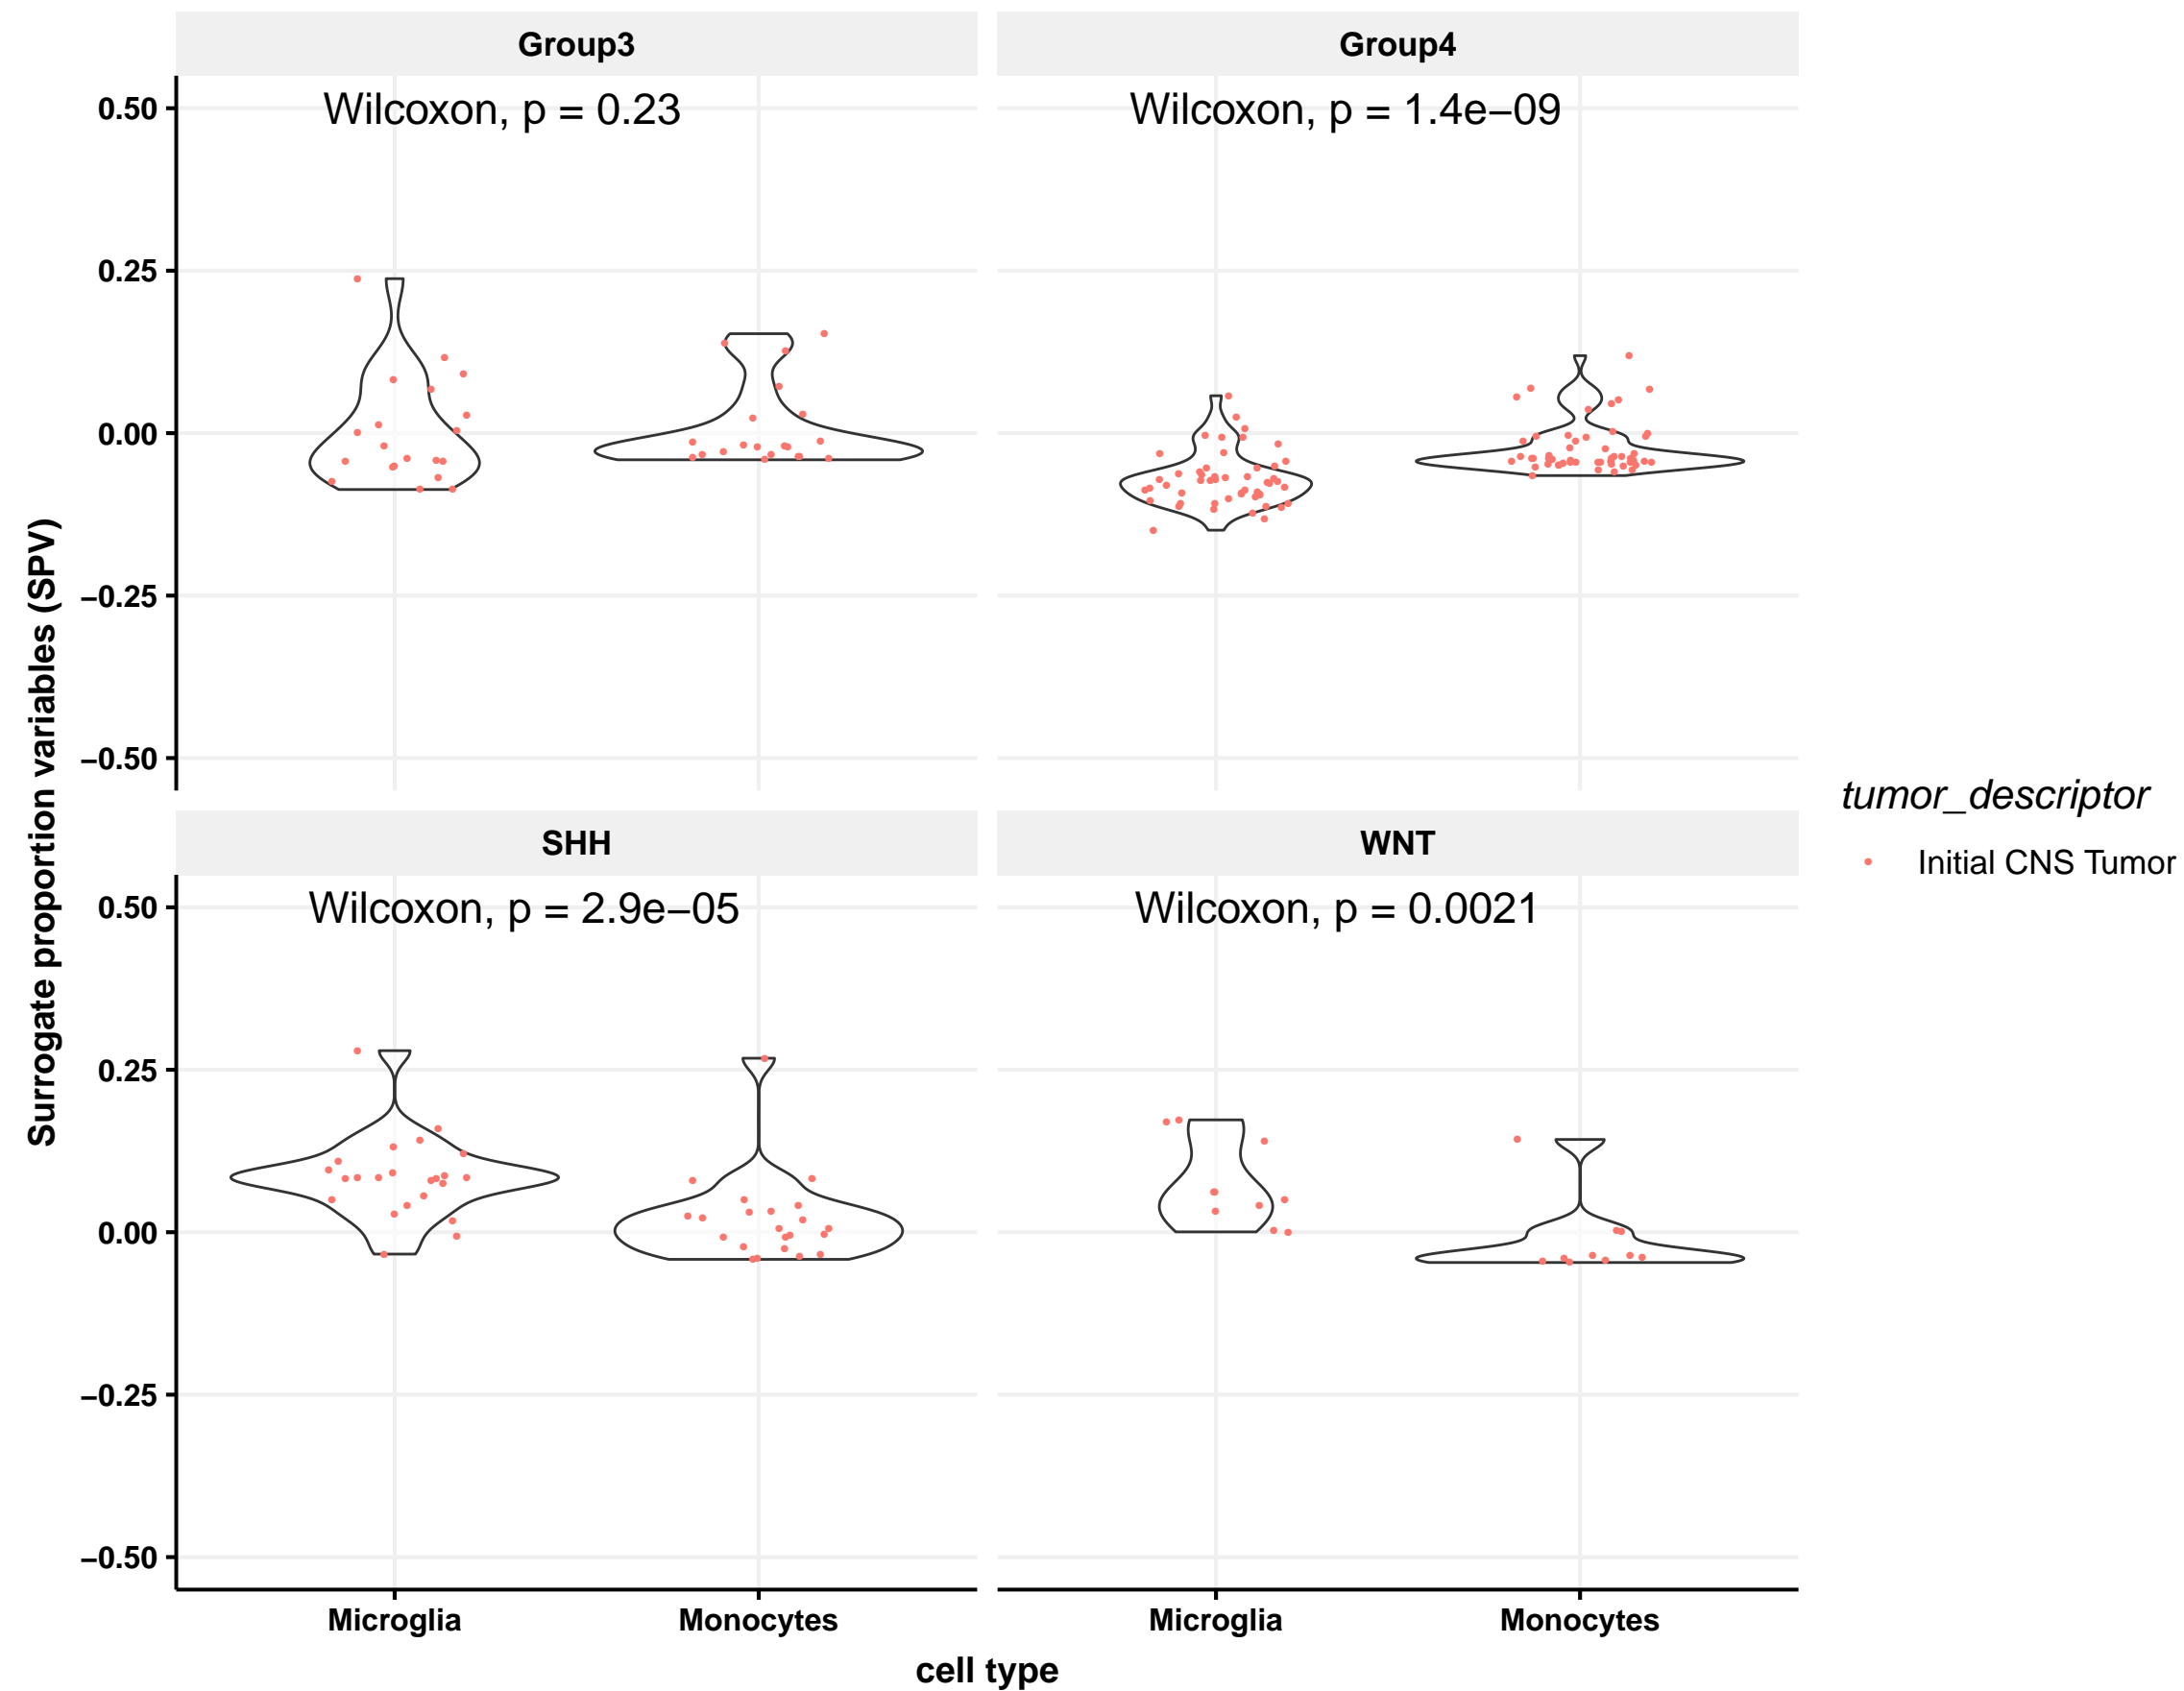 Group3
Group4
Wilcoxon, p = 0.23
Wilcoxon, p = 1.4e−09
0.50
0.25
0.00
−0.25
−0.50
Surrogate proportion variables (SPV)
SHH
WNT
Wilcoxon, p = 2.9e−05
Wilcoxon, p = 0.0021
0.50
0.25
0.00
−0.25
−0.50
Microglia
Monocytes
Microglia
Monocytes
cell type
tumor_descriptor
Initial CNS Tumor